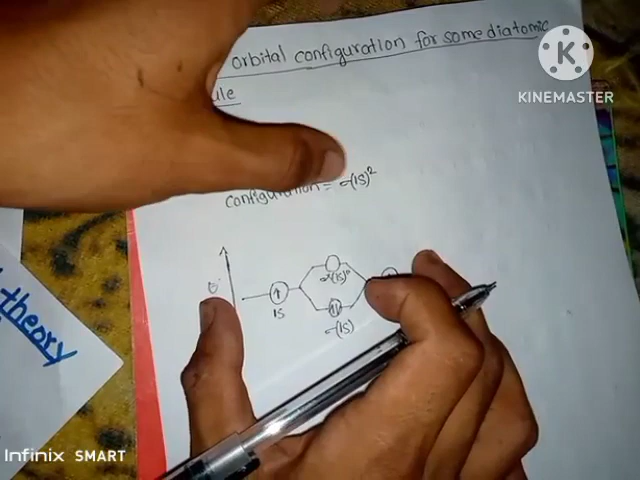 orbital configuration for some diatomic
ule
KINEMASTER
configuration = σ(1S)²
theory
E
σ*(1S)⁰
1S
σ(1S)
Infinix SMART